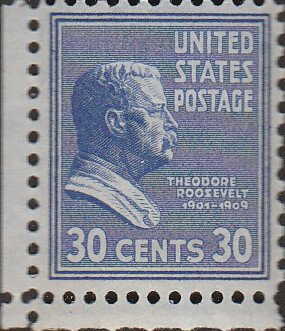 UNITED
STATES
POSTAGE
THEODORE
ROOSEVELT
1901-1909
30 CENTS 30